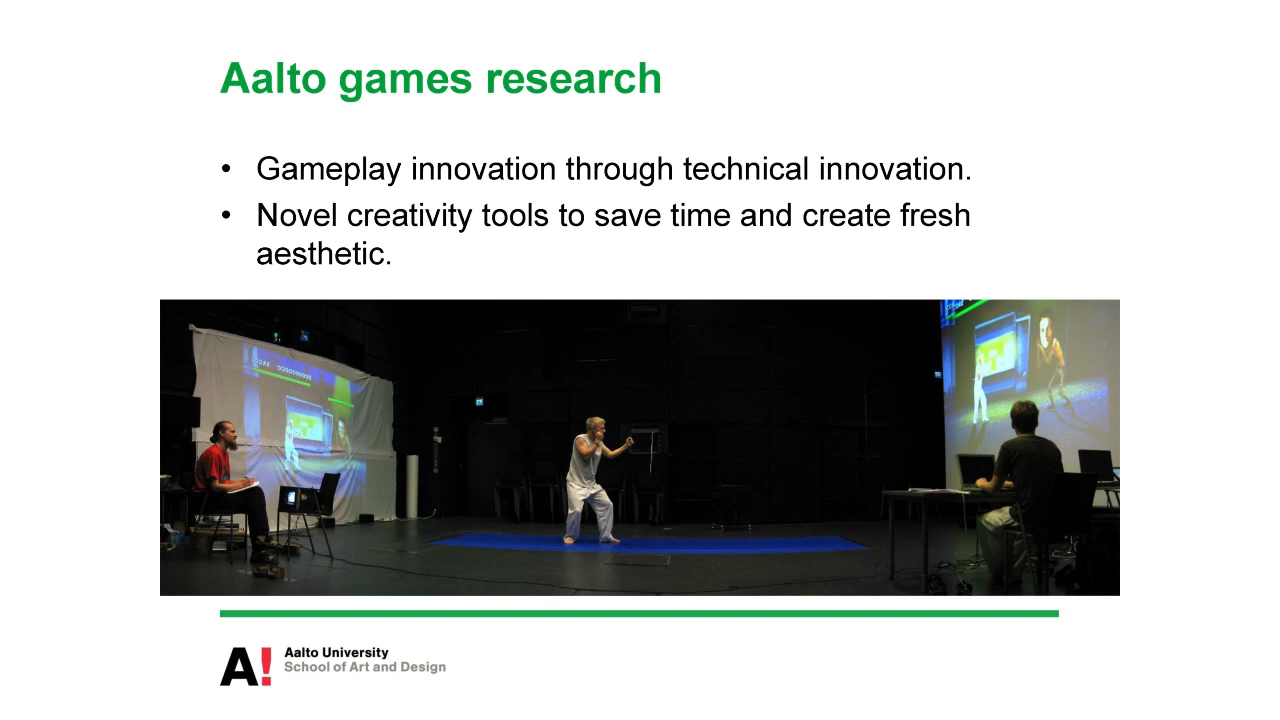 Aalto games research
• Gameplay innovation through technical innovation.
• Novel creativity tools to save time and create fresh
aesthetic.
A!
Aalto University
School of Art and Design